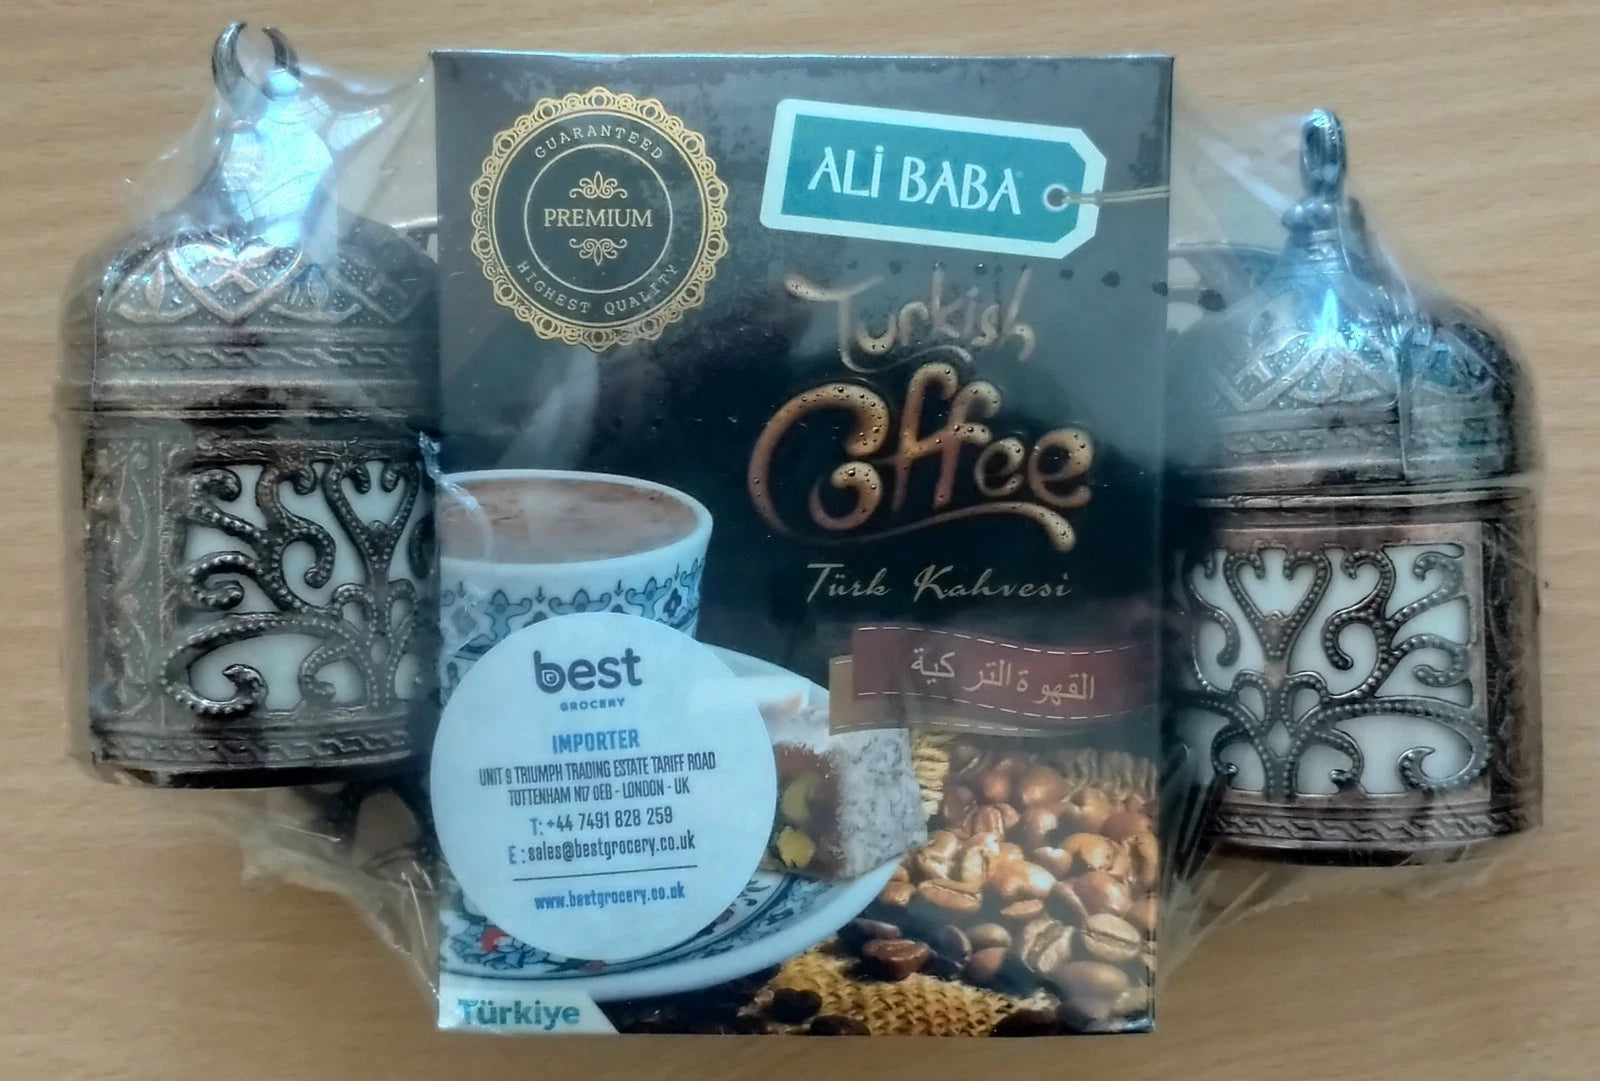 GUARANTEED
PREMIUM
HIGHEST QUALITY
ALİ BABA
Turkish
Coffee
Türk Kahvesi
القهوة التركية
best
GROCERY
IMPORTER
UNIT 9 TRIUMPH TRADING ESTATE TARIFF ROAD
TOTTENHAM N17 0EB - LONDON - UK
T: +44 7491 828 259
E : sales@bestgrocery.co.uk
www.bestgrocery.co.uk
Türkiye